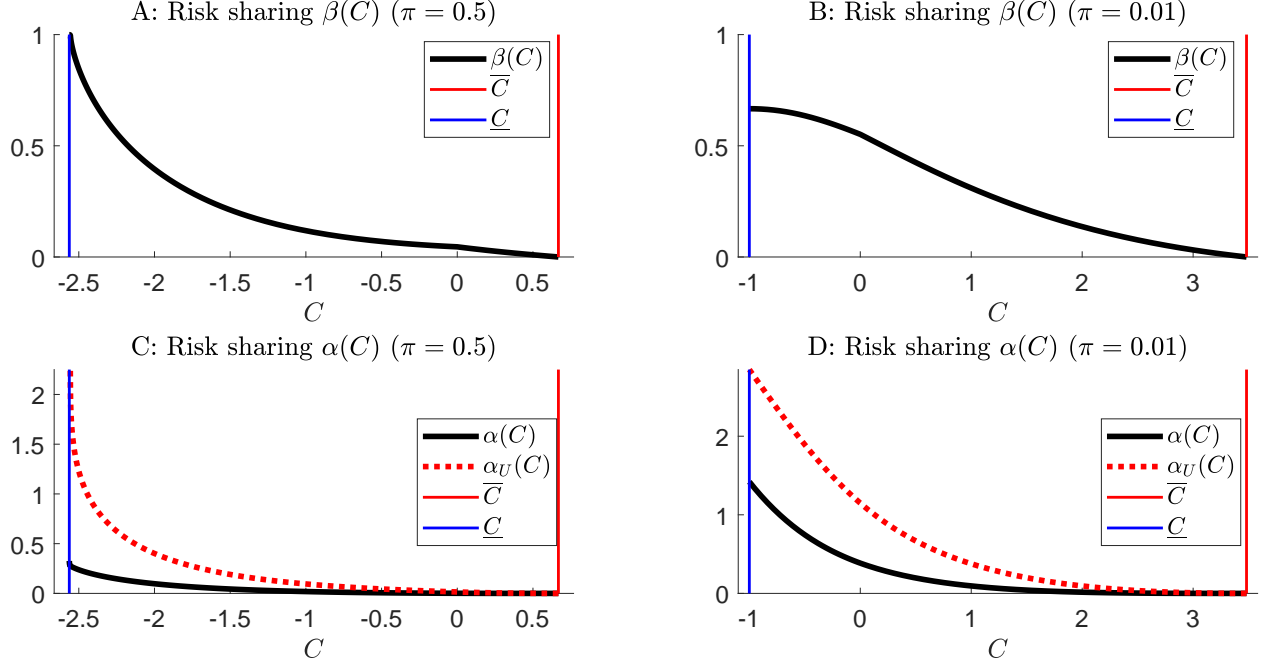 A: Risk sharing β(C) (π = 0.5)
1
0.5
0
β(C)
C̅
C̲
-2.5 -2 -1.5 -1 -0.5 0 0.5
C
B: Risk sharing β(C) (π = 0.01)
1
0.5
0
β(C)
C̅
C̲
-1 0 1 2 3
C
C: Risk sharing α(C) (π = 0.5)
2
1.5
1
0.5
0
α(C)
α_U(C)
C̅
C̲
-2.5 -2 -1.5 -1 -0.5 0 0.5
C
D: Risk sharing α(C) (π = 0.01)
2
1
0
α(C)
α_U(C)
C̅
C̲
-1 0 1 2 3
C